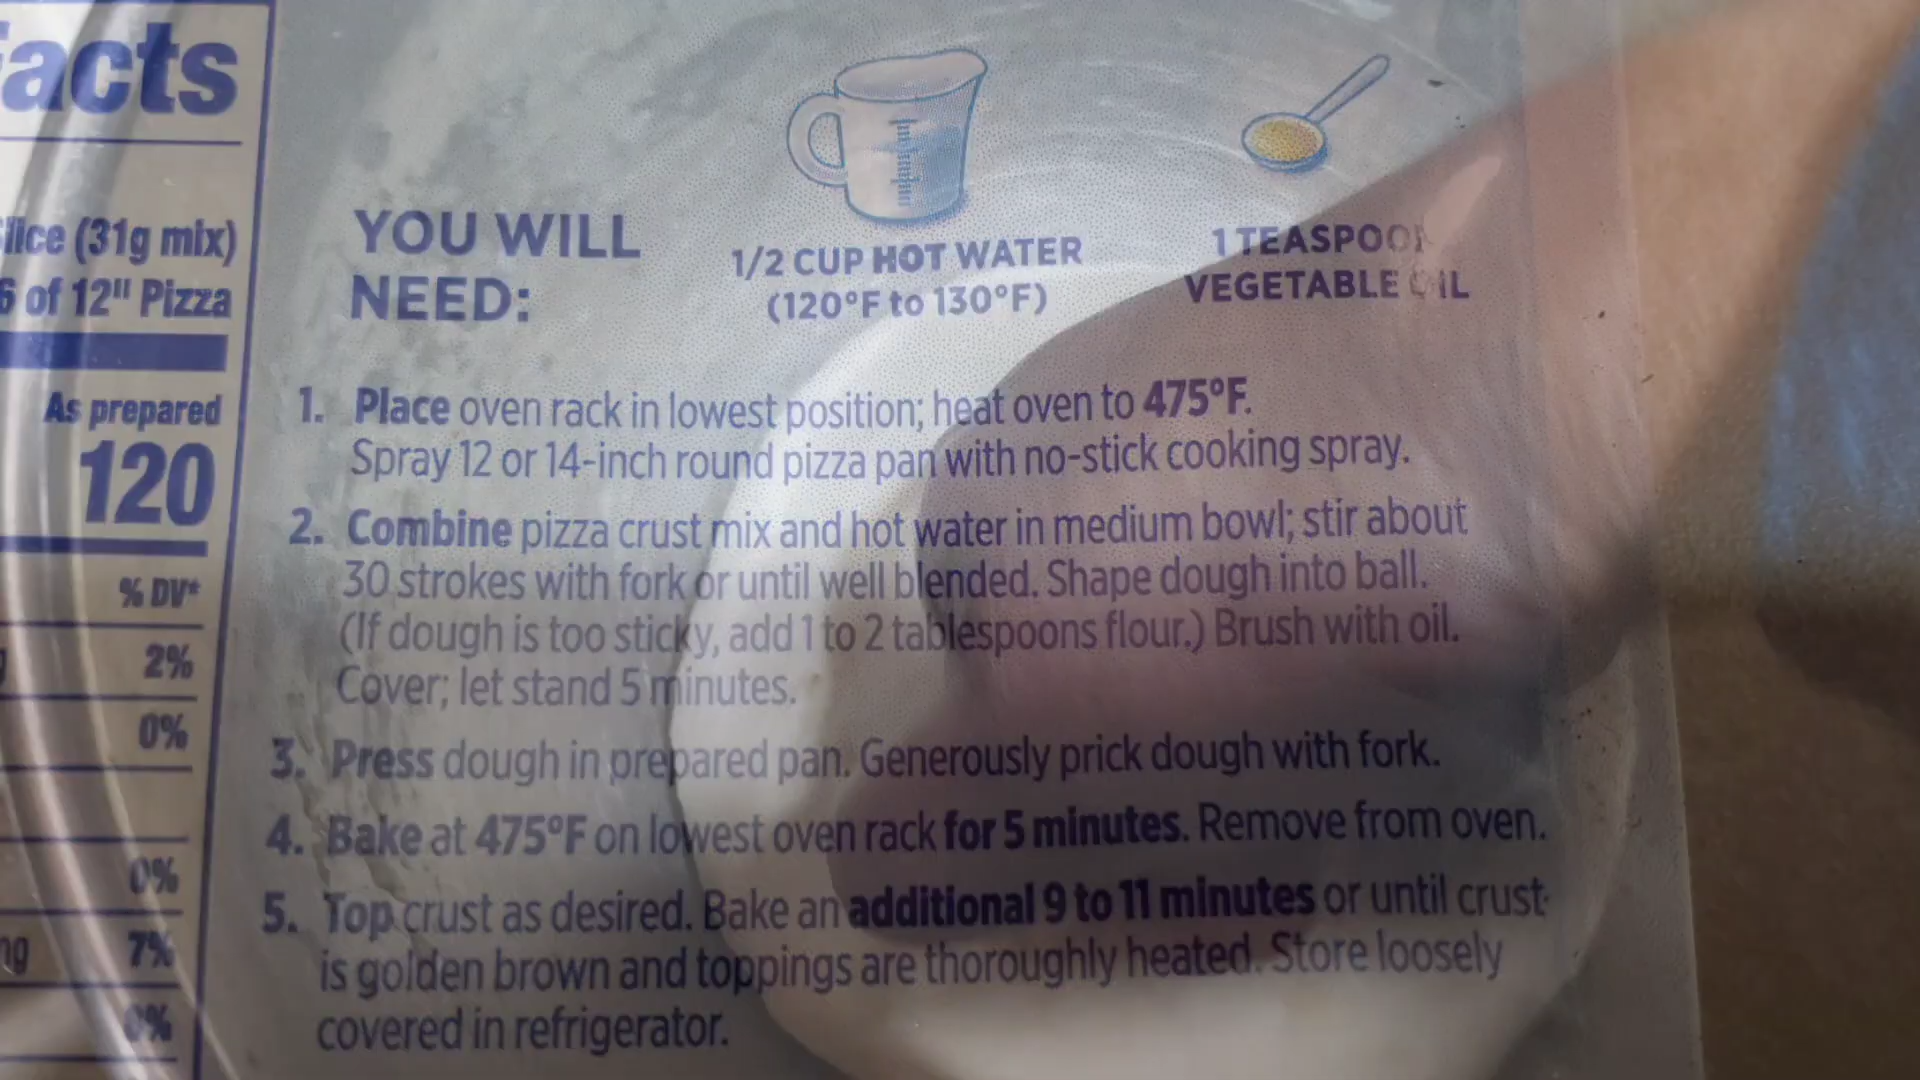 acts
lice (31g mix)
6 of 12" Pizza
As prepared
120
% DV*
2%
0%
0%
7%
YOU WILL
NEED:
1/2 CUP HOT WATER
(120°F to 130°F)
1 TEASPOON
VEGETABLE OIL
1. Place oven rack in lowest position; heat oven to 475°F.
Spray 12 or 14-inch round pizza pan with no-stick cooking spray.
2. Combine pizza crust mix and hot water in medium bowl; stir about
30 strokes with fork or until well blended. Shape dough into ball.
(If dough is too sticky, add 1 to 2 tablespoons flour.) Brush with oil.
Cover; let stand 5 minutes.
3. Press dough in prepared pan. Generously prick dough with fork.
4. Bake at 475°F on lowest oven rack for 5 minutes. Remove from oven.
5. Top crust as desired. Bake an additional 9 to 11 minutes or until crust
is golden brown and toppings are thoroughly heated. Store loosely
covered in refrigerator.